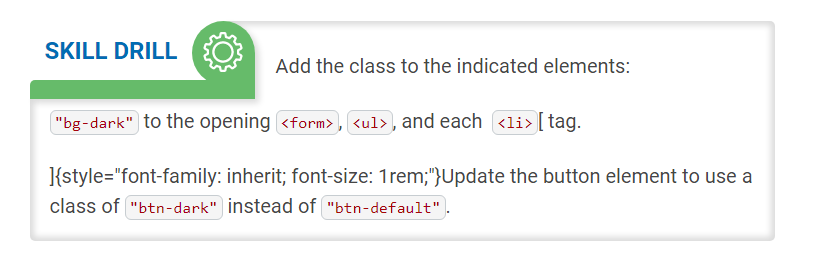 SKILL DRILL
Add the class to the indicated elements:
"bg-dark" to the opening <form>, <ul>, and each <li>[ tag.
]{style="font-family: inherit; font-size: 1rem;"}Update the button element to use a
class of "btn-dark" instead of "btn-default".